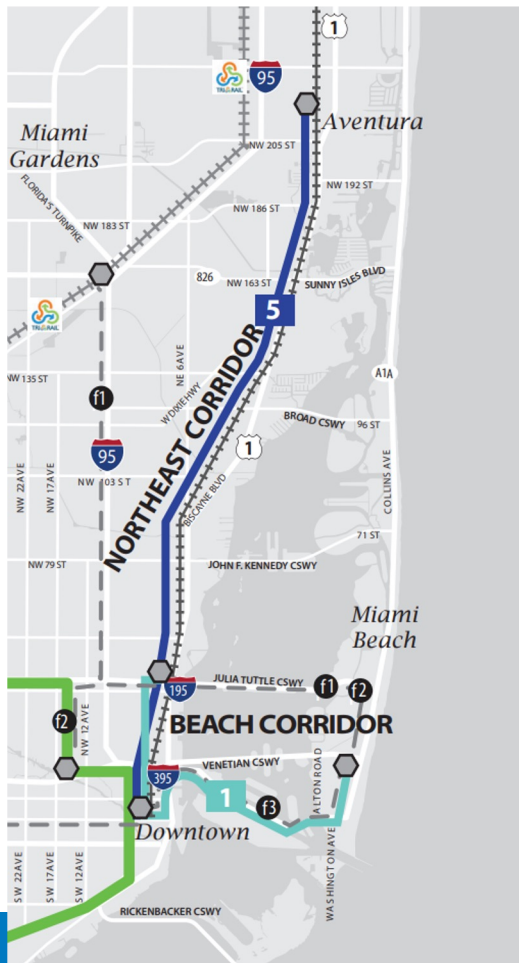 1
TRI RAIL
95
Aventura
Miami
Gardens
NW 205 ST
FLORIDA'S TURNPIKE
NW 192 ST
NW 186 ST
NW 183 ST
826
NW 163 ST
SUNNY ISLES BLVD
TRI RAIL
5
NORTHEAST CORRIDOR
NE 6 AVE
W DIXIE HWY
NW 135 ST
A1A
f1
BROAD CSWY
96 ST
1
95
NW 22 AVE
NW 17 AVE
NW 103 ST
COLLINS AVE
BISCAYNE BLVD
71 ST
NW 79 ST
JOHN F. KENNEDY CSWY
Miami
Beach
JULIA TUTTLE CSWY
f1
f2
195
f2
NW 12 AVE
BEACH CORRIDOR
VENETIAN CSWY
ALTON ROAD
395
1
f3
Downtown
SW 22 AVE
SW 17 AVE
SW 12 AVE
WASHINGTON AVE
RICKENBACKER CSWY